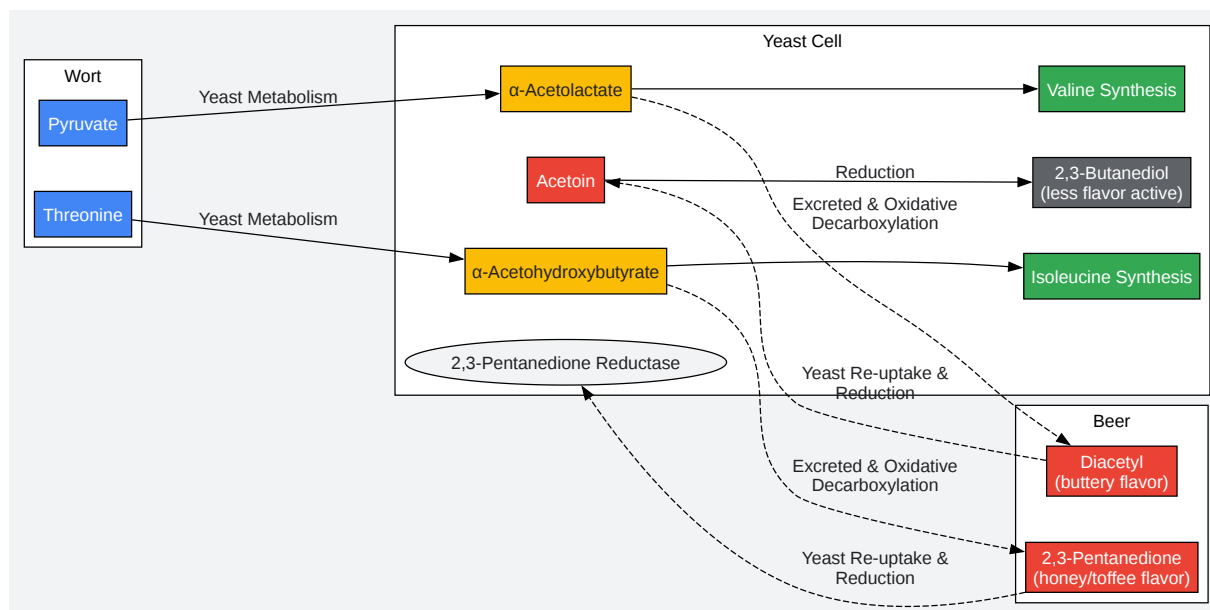 Wort
Pyruvate
Threonine
Yeast Metabolism
Yeast Metabolism
Yeast Cell
α-Acetolactate
Valine Synthesis
Acetoin
Reduction
2,3-Butanediol
(less flavor active)
Excreted & Oxidative
Decarboxylation
α-Acetohydroxybutyrate
Isoleucine Synthesis
2,3-Pentanedione Reductase
Yeast Re-uptake &
Reduction
Beer
Diacetyl
(buttery flavor)
Excreted & Oxidative
Decarboxylation
2,3-Pentanedione
(honey/toffee flavor)
Yeast Re-uptake &
Reduction